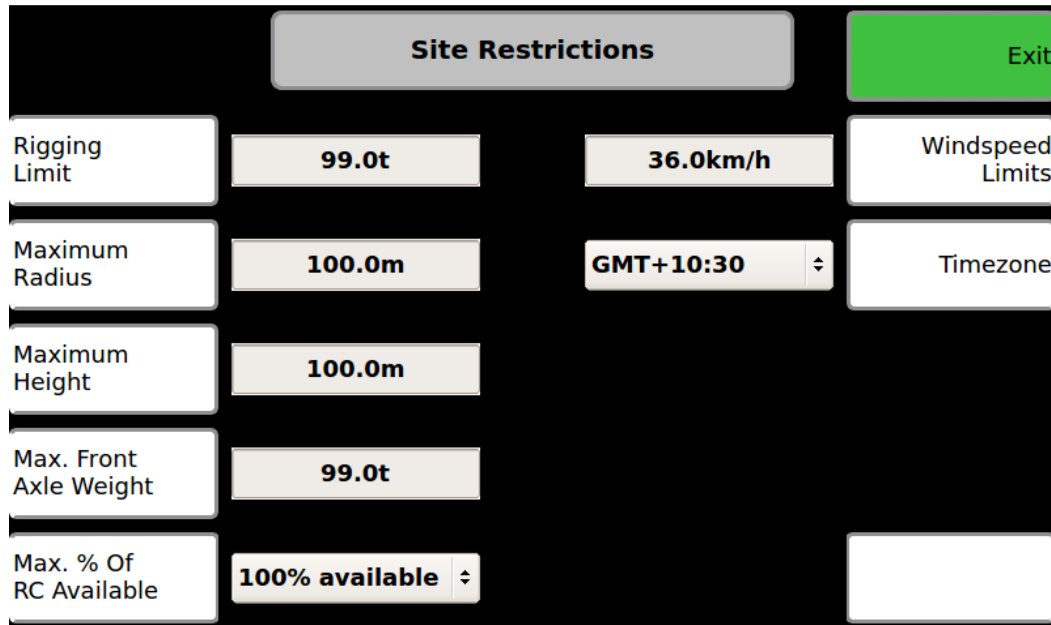 Site Restrictions
Exit
Rigging
Limit
99.0t
36.0km/h
Windspeed
Limits
Maximum
Radius
100.0m
GMT+10:30
Timezone
Maximum
Height
100.0m
Max. Front
Axle Weight
99.0t
Max. % Of
RC Available
100% available